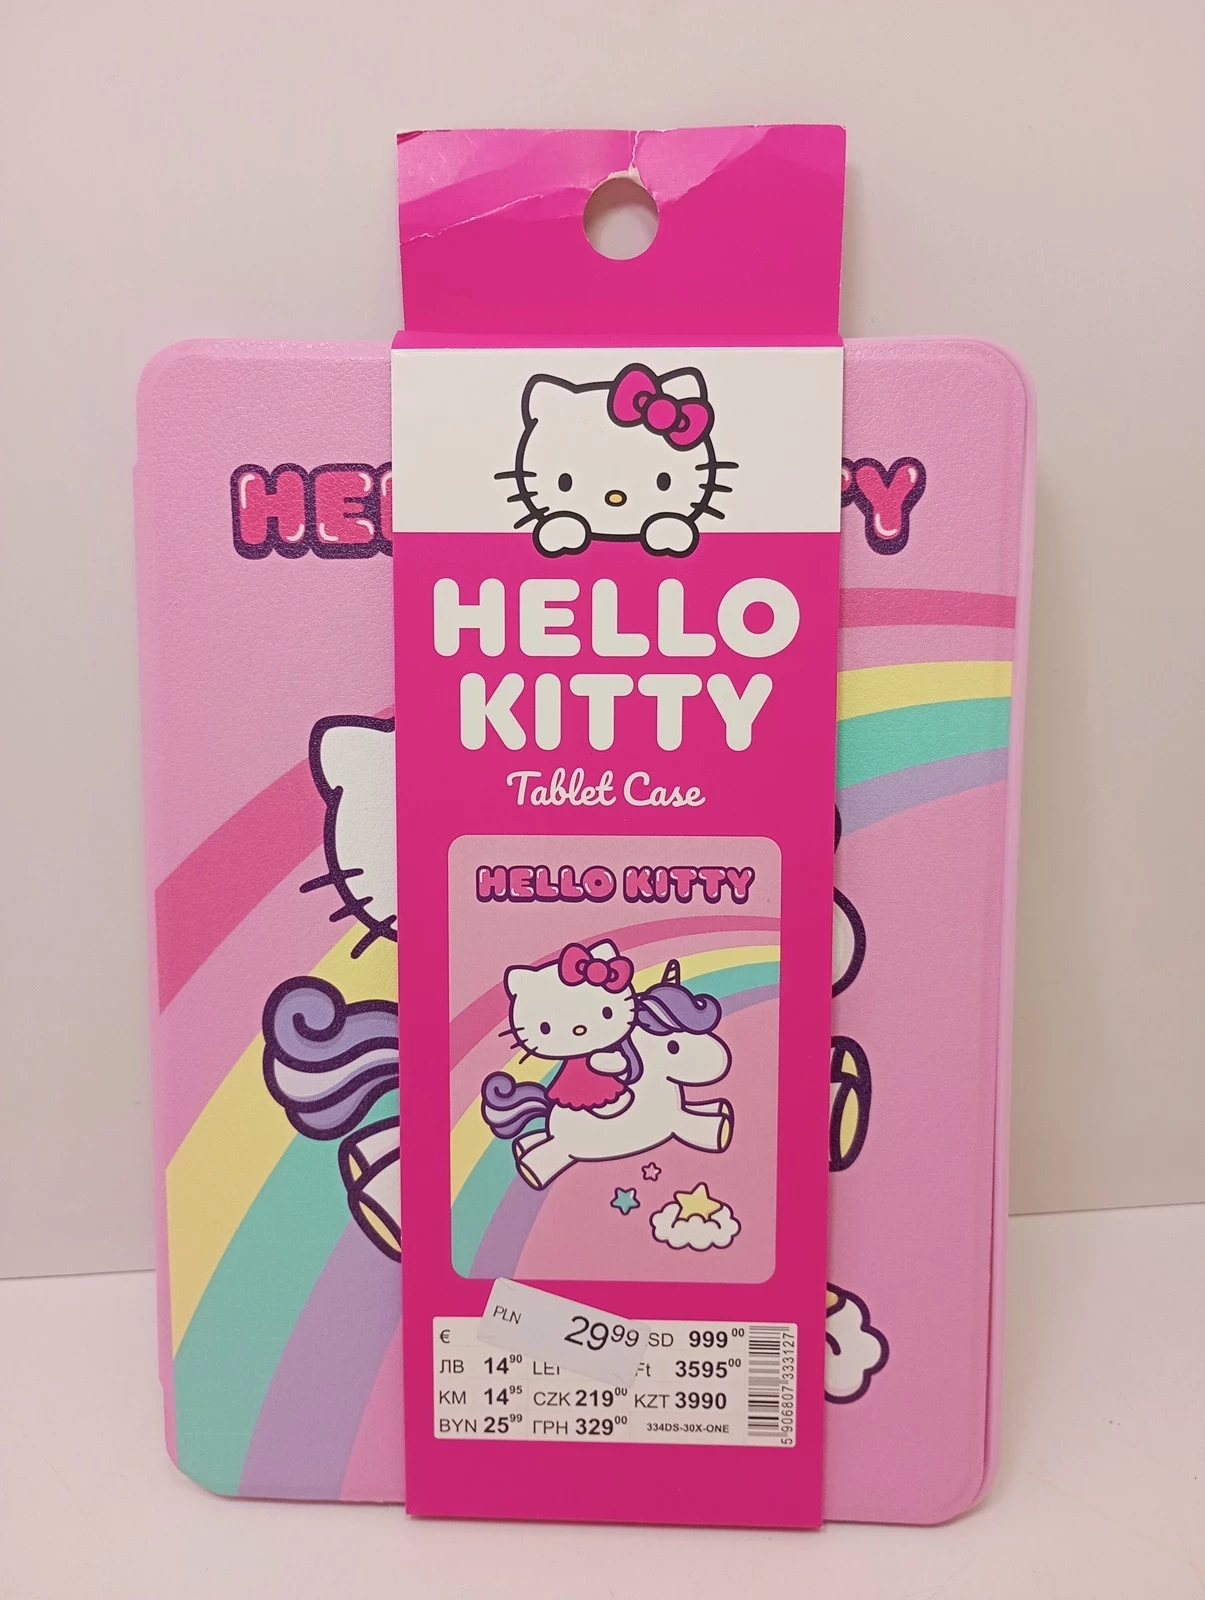 HELLO
KITTY
Tablet Case
HELLO KITTY
PLN 29⁹⁹
€ SD 999⁰⁰
ЛВ 14⁹⁰ Ft 3595⁰⁰
KM 14⁹⁵ CZK 219⁰⁰ KZT 3990
BYN 25⁹⁹ ГРН 329⁰⁰ 334DS-30X-ONE
5 906807 333127